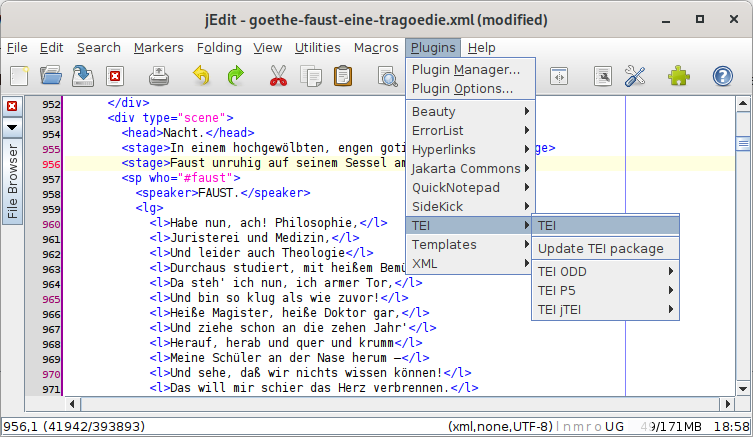 jEdit - goethe-faust-eine-tragoedie.xml (modified)
File Edit Search Markers Folding View Utilities Macros Plugins Help
Plugin Manager...
Plugin Options...
Beauty
ErrorList
Hyperlinks
Jakarta Commons
QuickNotepad
SideKick
TEI
Templates
XML
TEI
Update TEI package
TEI ODD
TEI P5
TEI jTEI
File Browser
952 </div>
953 <div type="scene">
954 <head>Nacht.</head>
955 <stage>In einem hochgewölbten, engen goti ge>
956 <stage>Faust unruhig auf seinem Sessel am
957 <sp who="#faust">
958 <speaker>FAUST.</speaker>
959 <lg>
960 <l>Habe nun, ach! Philosophie,</l>
961 <l>Juristerei und Medizin,</l>
962 <l>Und leider auch Theologie</l>
963 <l>Durchaus studiert, mit heißem Bemü
964 <l>Da steh' ich nun, ich armer Tor,</l>
965 <l>Und bin so klug als wie zuvor!</l>
966 <l>Heiße Magister, heiße Doktor gar,</l>
967 <l>Und ziehe schon an die zehen Jahr'</l>
968 <l>Herauf, herab und quer und krumm</l>
969 <l>Meine Schüler an der Nase herum –</l>
970 <l>Und sehe, daß wir nichts wissen können!</l>
971 <l>Das will mir schier das Herz verbrennen.</l>
956,1 (41942/393893) (xml,none,UTF-8) l n m r o UG 49/171MB 18:58